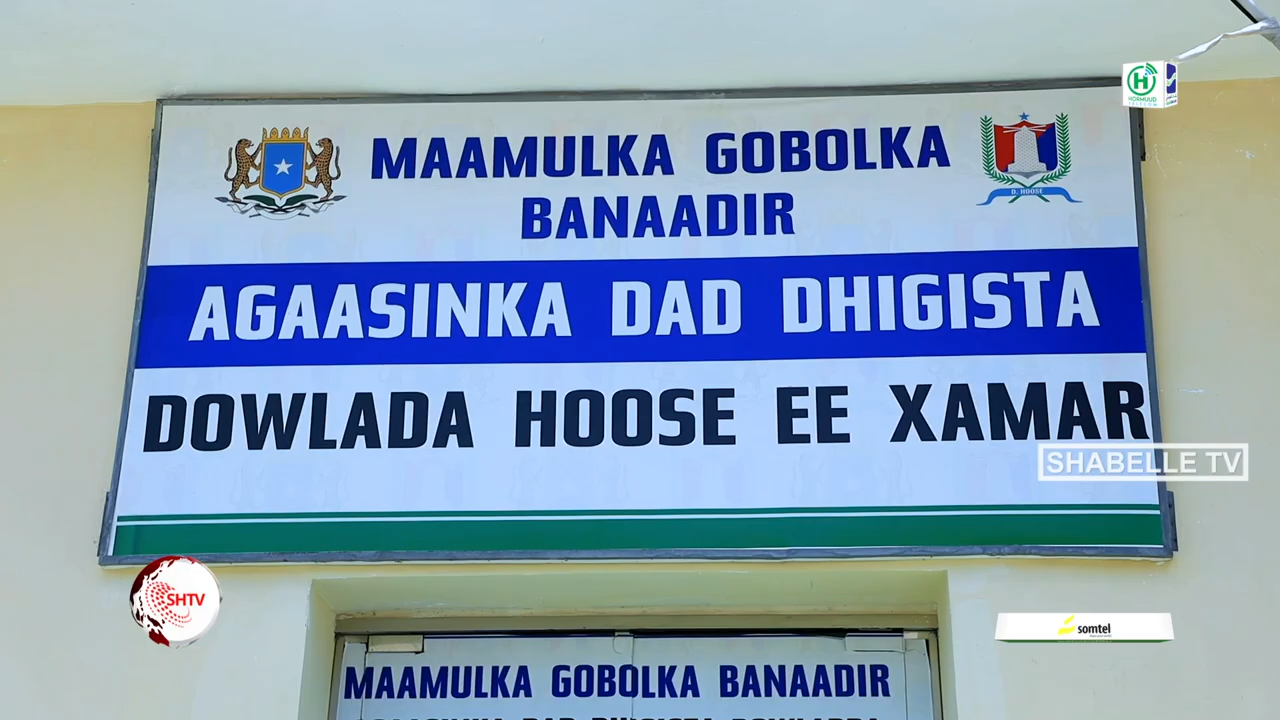 HORMUUD
TELECOM
MAAMULKA GOBOLKA
BANAADIR
D. HOOSE
AGAASINKA DAD DHIGISTA
DOWLADA HOOSE EE XAMAR
SHABELLE TV
SHTV
somtel
MAAMULKA GOBOLKA BANAADIR